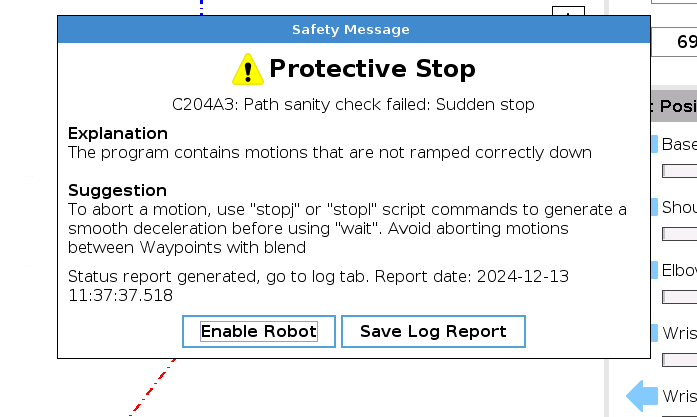 Safety Message
69
Protective Stop
C204A3: Path sanity check failed: Sudden stop
: Posi
Explanation
The program contains motions that are not ramped correctly down
Base
Suggestion
To abort a motion, use "stopj" or "stopl" script commands to generate a
smooth deceleration before using "wait". Avoid aborting motions
between Waypoints with blend
Shou
Elbov
Status report generated, go to log tab. Report date: 2024-12-13
11:37:37.518
Enable Robot
Save Log Report
Wris
Wris